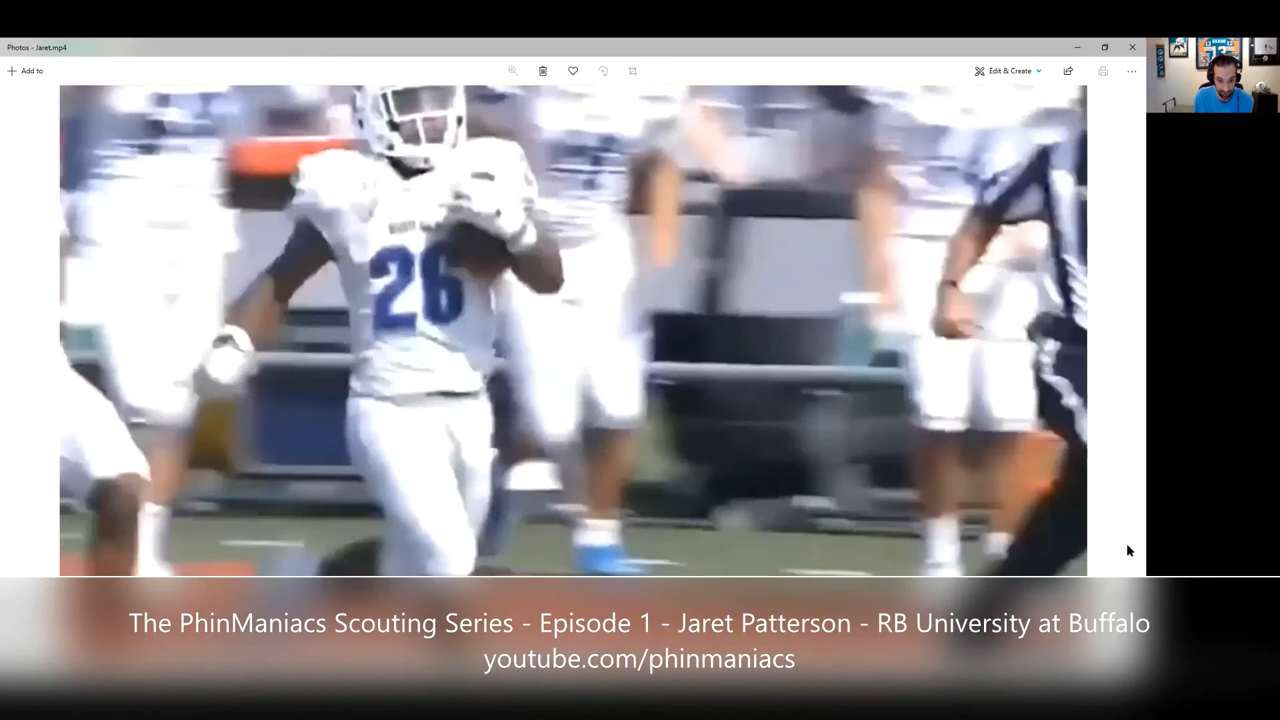 Photos - Jaret.mp4
Add to
Edit & Create
26
The PhinManiacs Scouting Series - Episode 1 - Jaret Patterson - RB University at Buffalo
youtube.com/phinmaniacs